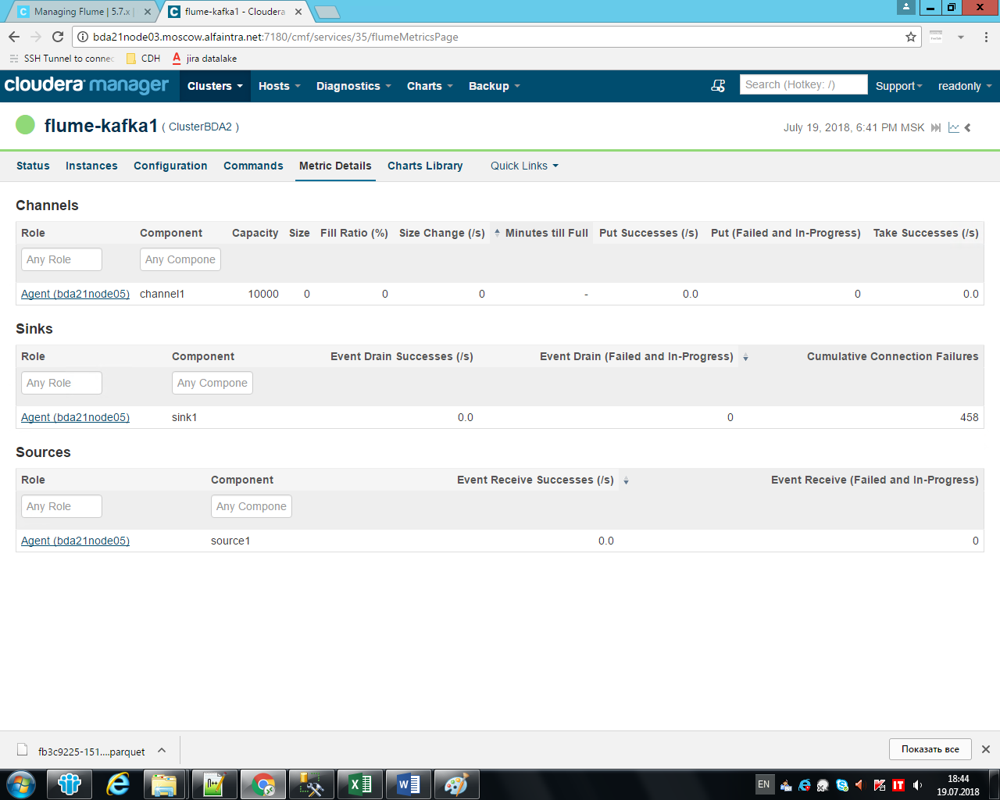 Managing Flume | 5.7.x |
flume-kafka1 - Cloudera
bda21node03.moscow.alfaintra.net:7180/cmf/services/35/flumeMetricsPage
SSH Tunnel to connec CDH jira datalake
cloudera manager Clusters Hosts Diagnostics Charts Backup Search (Hotkey: /) Support readonly
flume-kafka1 ( ClusterBDA2 ) July 19, 2018, 6:41 PM MSK
Status Instances Configuration Commands Metric Details Charts Library Quick Links
Channels
Role Component Capacity Size Fill Ratio (%) Size Change (/s) Minutes till Full Put Successes (/s) Put (Failed and In-Progress) Take Successes (/s)
Any Role Any Compone
Agent (bda21node05) channel1 10000 0 0 0 - 0.0 0 0.0
Sinks
Role Component Event Drain Successes (/s) Event Drain (Failed and In-Progress) Cumulative Connection Failures
Any Role Any Compone
Agent (bda21node05) sink1 0.0 0 458
Sources
Role Component Event Receive Successes (/s) Event Receive (Failed and In-Progress)
Any Role Any Compone
Agent (bda21node05) source1 0.0 0
fb3c9225-151....parquet Показать все
EN 18:44
19.07.2018